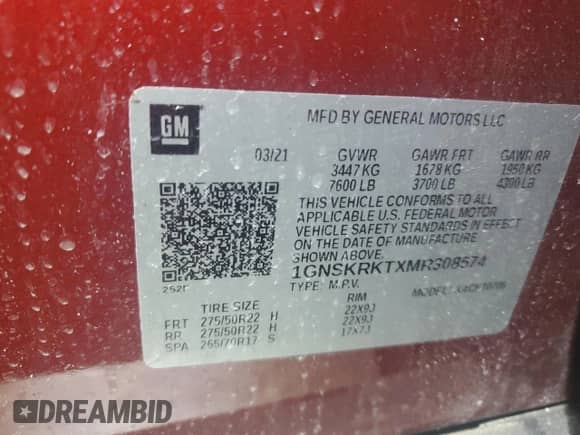 GM
MFD BY GENERAL MOTORS LLC
03/21 GVWR GAWR FRT GAWR RR
3447 KG 1678 KG 1950 KG
7600 LB 3700 LB 4300 LB
THIS VEHICLE CONFORMS TO ALL
APPLICABLE U.S. FEDERAL MOTOR
VEHICLE SAFETY STANDARDS IN EFFECT
ON THE DATE OF MANUFACTURE
SHOWN ABOVE.
1GNSKRKTXMR308574
TYPE: M.P.V.
TIRE SIZE RIM
FRT 275/50R22 H 22X9J
RR 275/50R22 H 22X9J
SPA 265/70R17 S 17X7J
DREAMBID